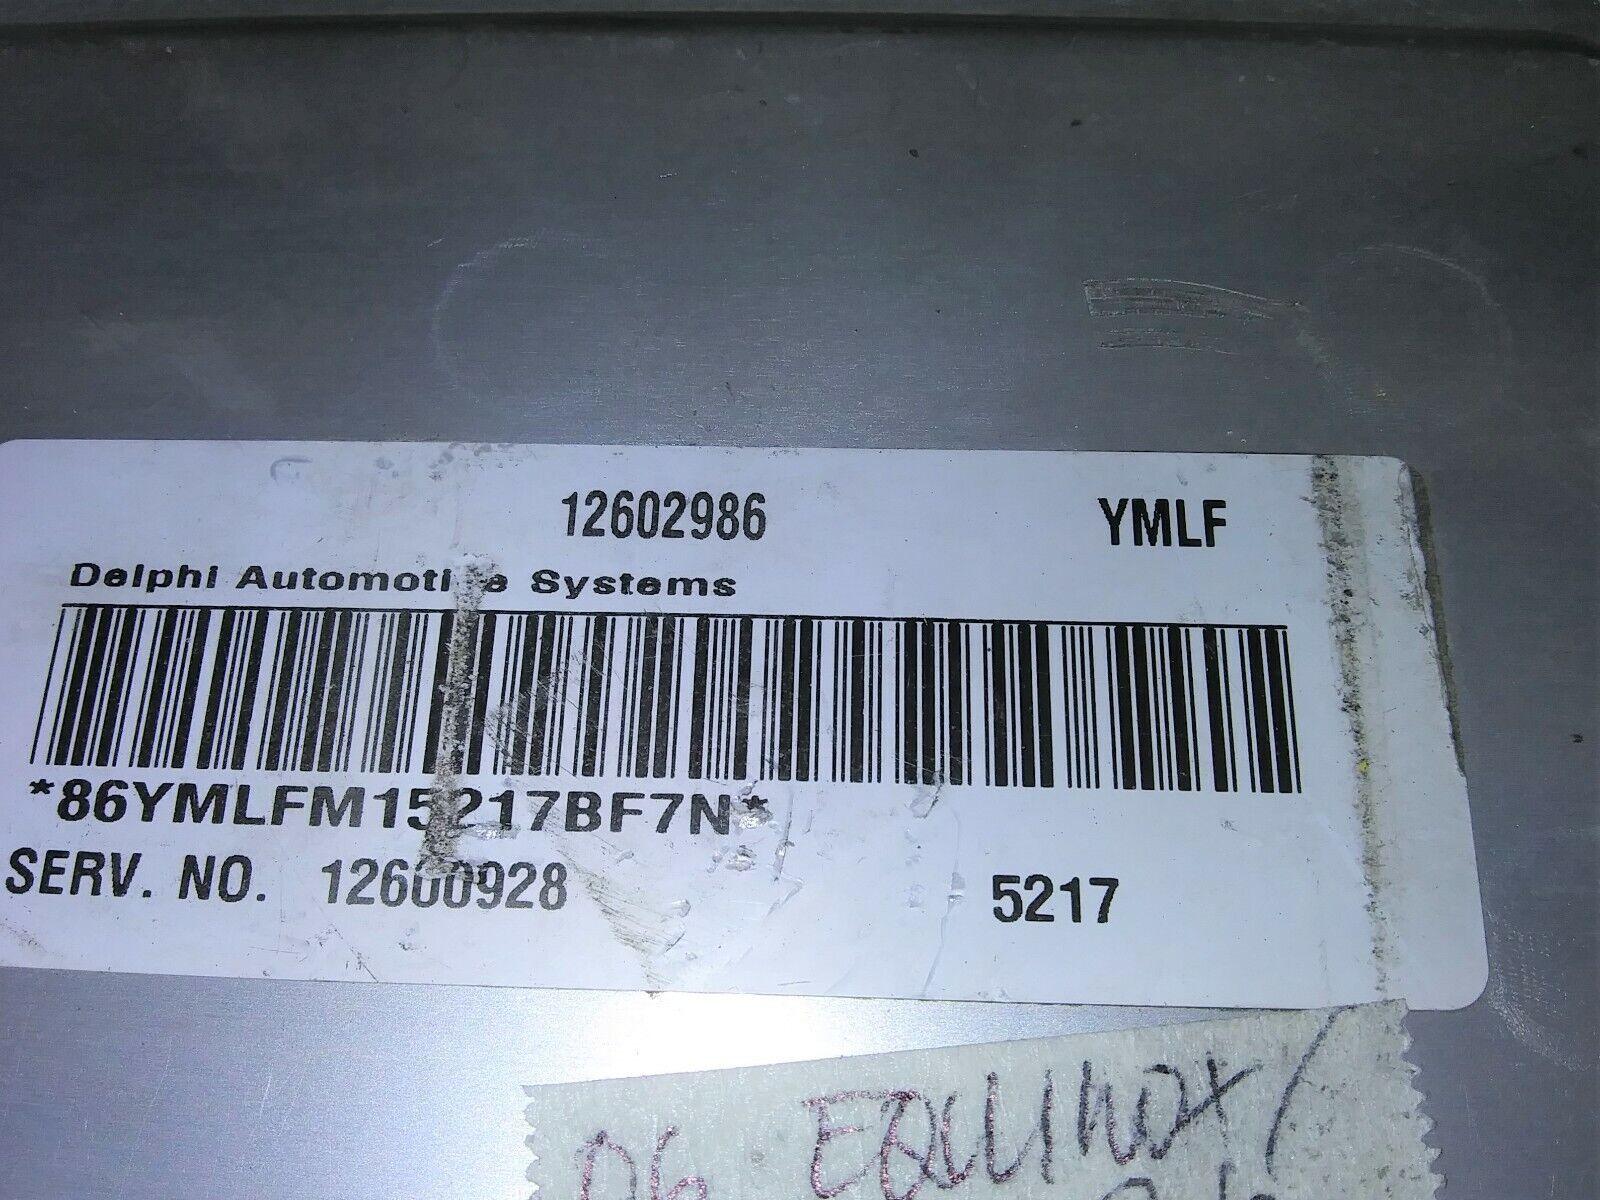 12602986 YMLF
Delphi Automotive Systems
*86YMLFM15217BF7N*
SERV. NO. 12600928 5217
06 EQUINOX/